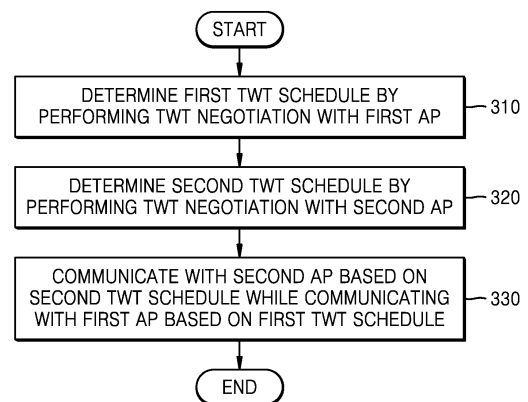 START
DETERMINE FIRST TWT SCHEDULE BY
PERFORMING TWT NEGOTIATION WITH FIRST AP
310
DETERMINE SECOND TWT SCHEDULE BY
PERFORMING TWT NEGOTIATION WITH SECOND AP
320
COMMUNICATE WITH SECOND AP BASED ON
SECOND TWT SCHEDULE WHILE COMMUNICATING
WITH FIRST AP BASED ON FIRST TWT SCHEDULE
330
END